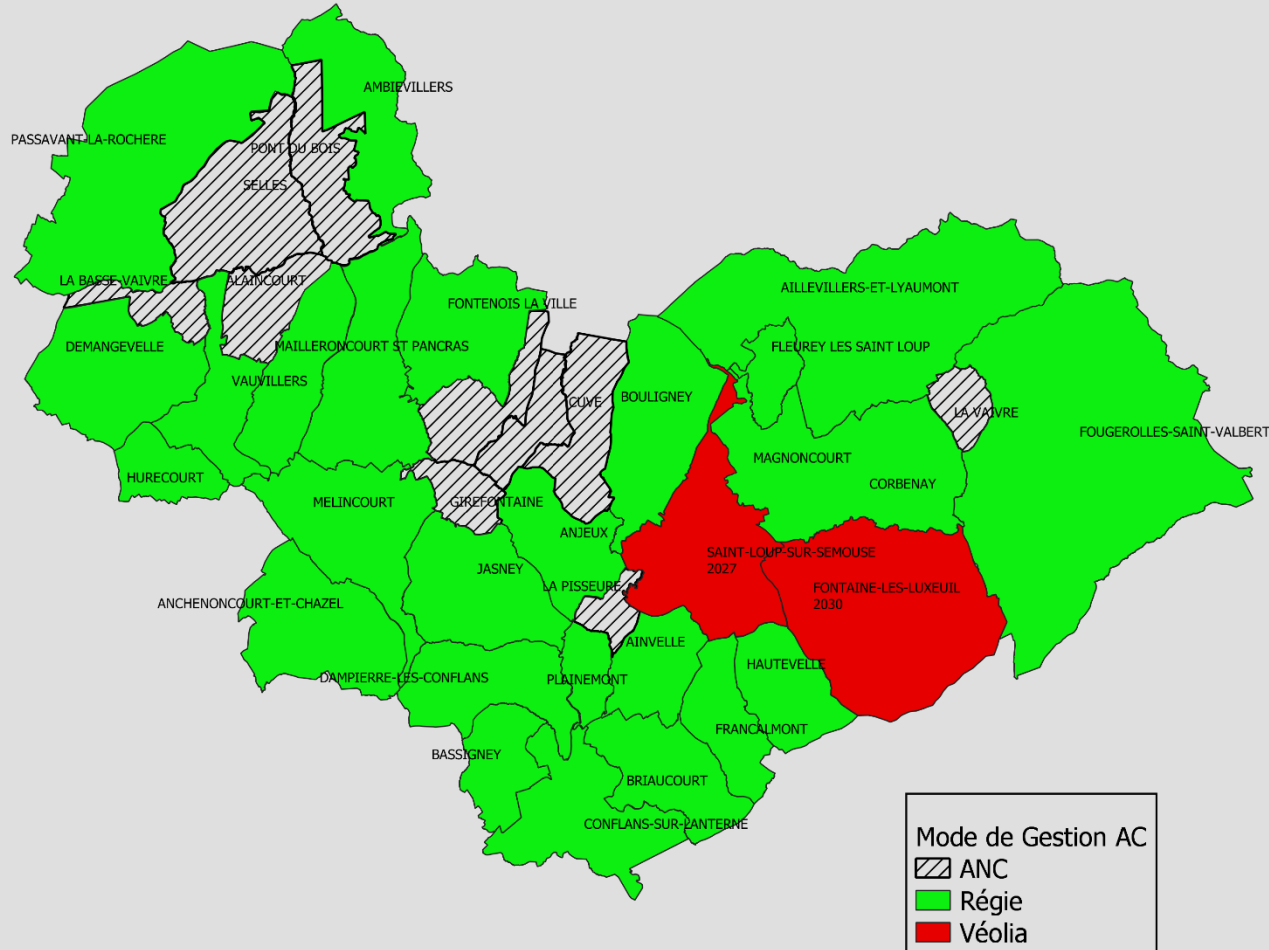 AMBIEVILLERS
PASSAVANT-LA-ROCHERE
PONT DU BOIS
SELLES
LA BASSE-VAIVRE
ALAINCOURT
AILLEVILLERS-ET-LYAUMONT
FONTENOIS LA VILLE
DEMANGEVELLE
MAILLERONCOURT ST PANCRAS
FLEUREY LES SAINT LOUP
VAUVILLERS
CUVE
BOULIGNEY
LA VAIVRE
FOUGEROLLES-SAINT-VALBERT
MAGNONCOURT
HURECOURT
CORBENAY
MELINCOURT
GIREFONTAINE
ANJEUX
SAINT-LOUP-SUR-SEMOUSE
2027
JASNEY
LA PISSEURE
FONTAINE-LES-LUXEUIL
2030
ANCHENONCOURT-ET-CHAZEL
AINVELLE
HAUTEVELLE
DAMPIERRE-LES-CONFLANS
PLAINEMONT
FRANCALMONT
BASSIGNEY
BRIAUCOURT
CONFLANS-SUR-LANTERNE
Mode de Gestion AC
ANC
Régie
Véolia